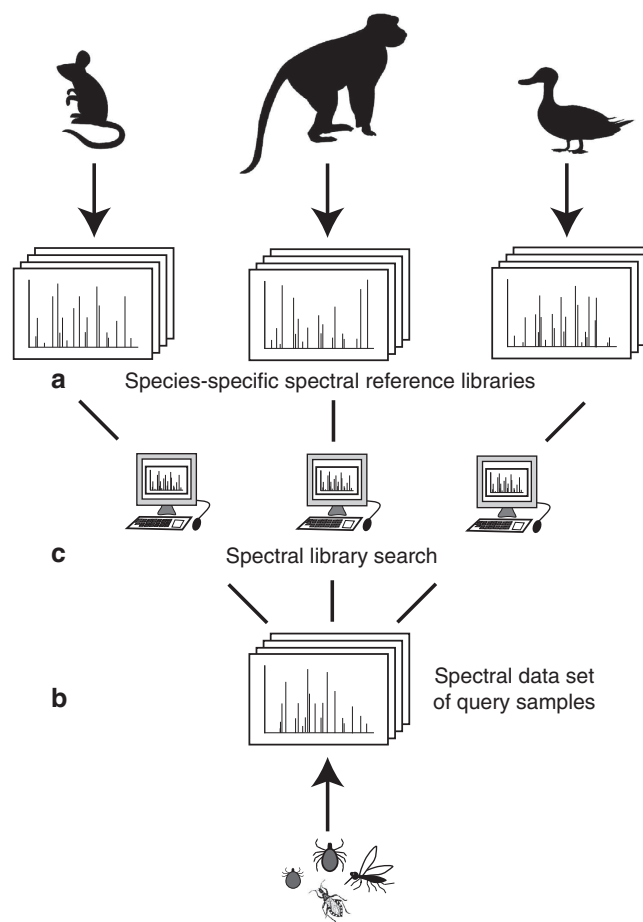 a Species-specific spectral reference libraries
c Spectral library search
b Spectral data set
of query samples